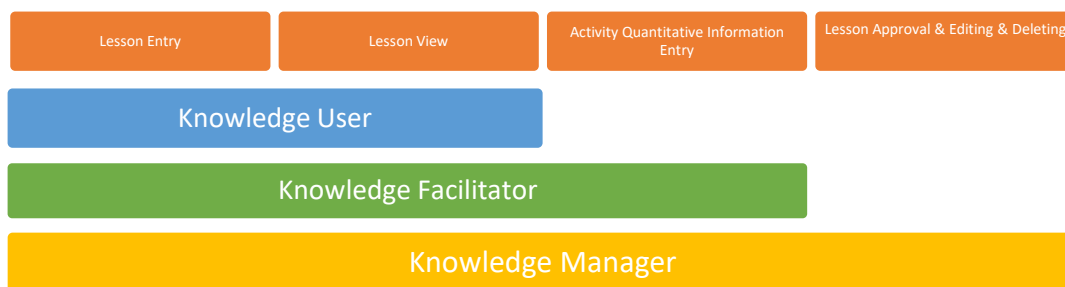 Lesson Entry
Lesson View
Activity Quantitative Information
Entry
Lesson Approval & Editing & Deleting
Knowledge User
Knowledge Facilitator
Knowledge Manager